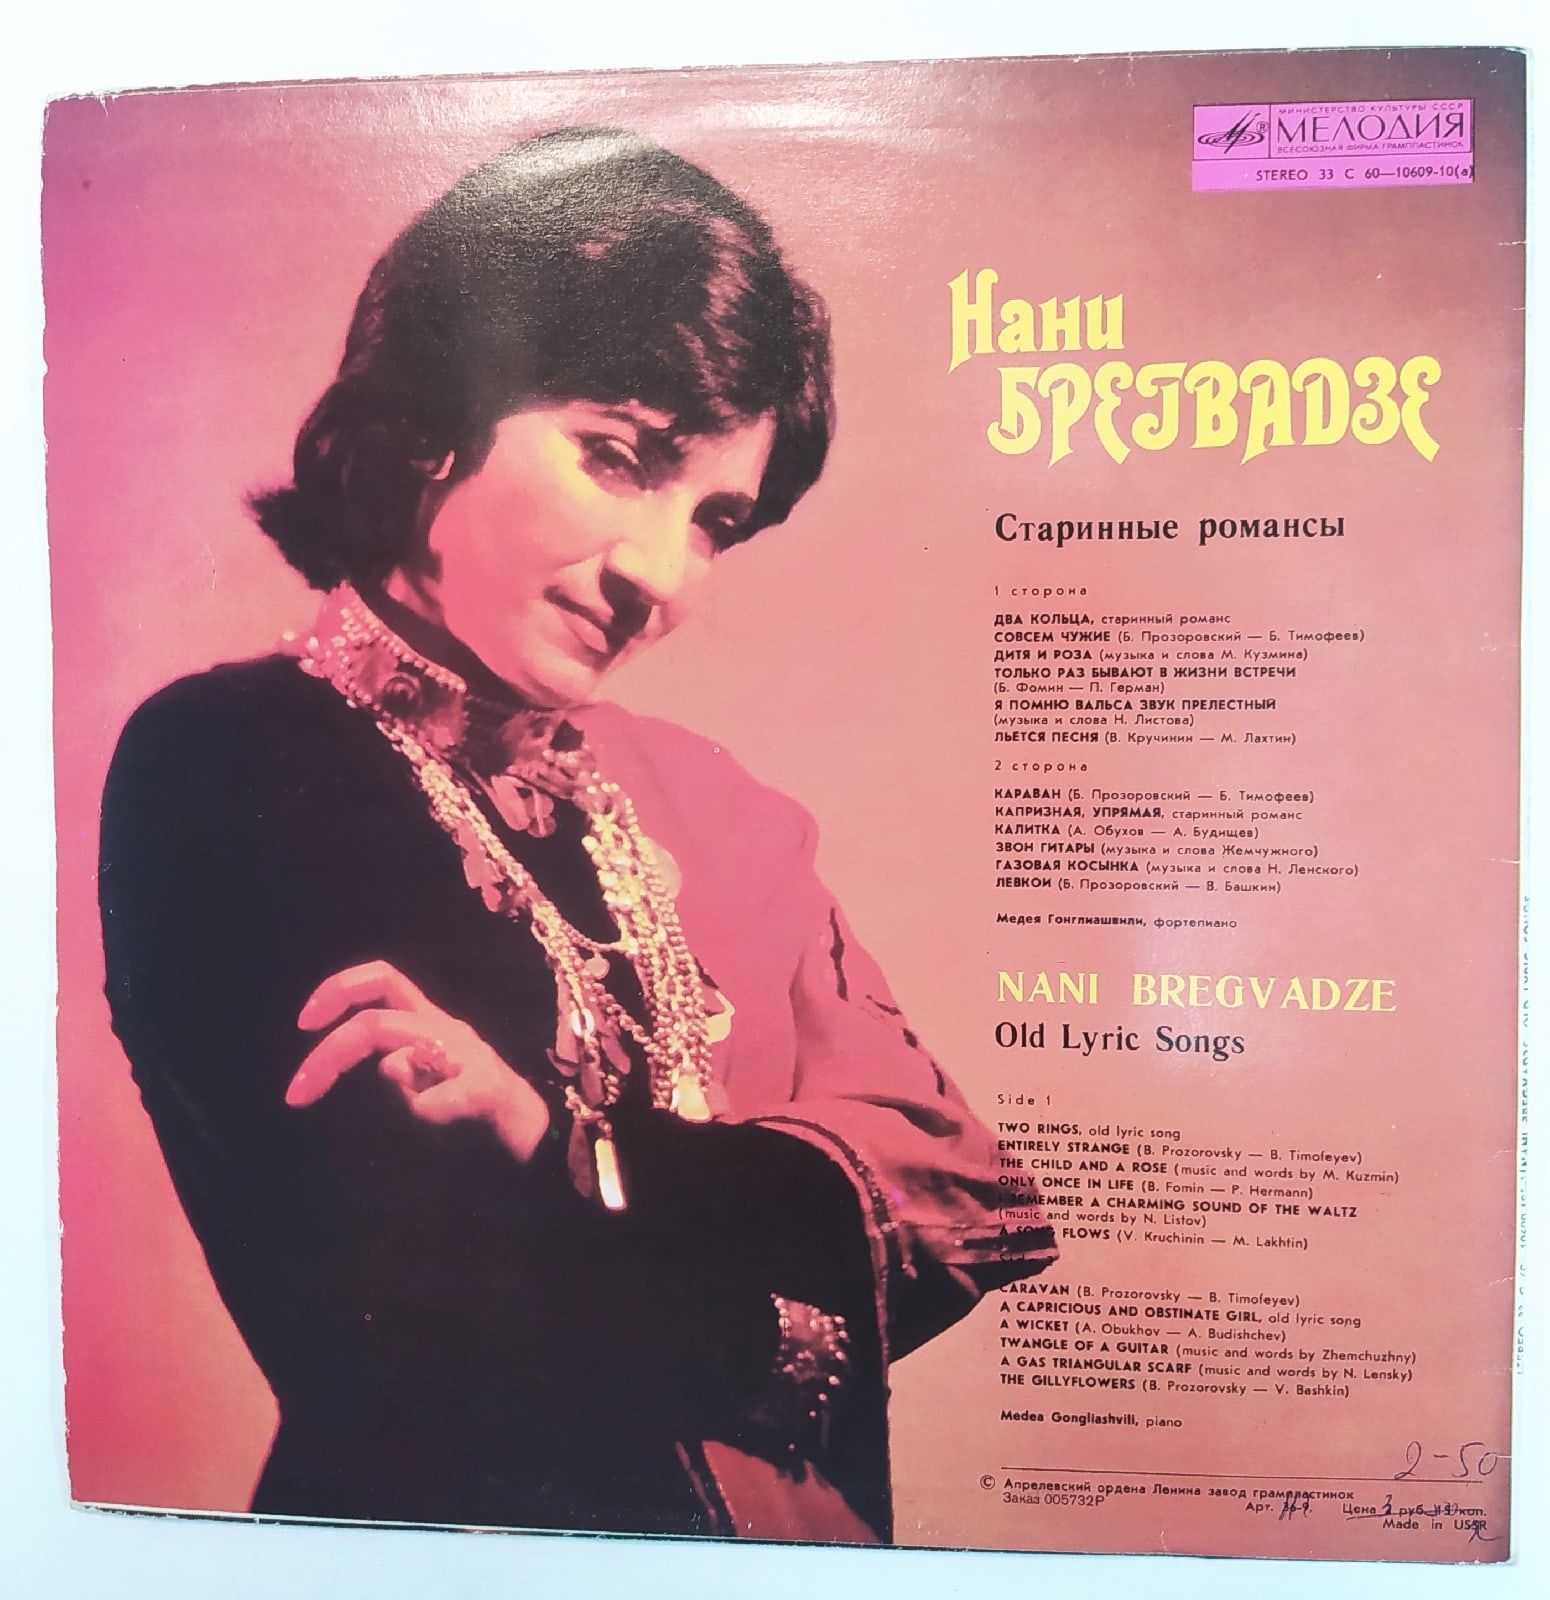 МИНИСТЕРСТВО КУЛЬТУРЫ СССР
МЕЛОДИЯ
ВСЕСОЮЗНАЯ ФИРМА ГРАМПЛАСТИНОК
STEREO 33 С 60—10609-10(а)
Нани
БРЕГВАДЗЕ
Старинные романсы
1 сторона
ДВА КОЛЬЦА, старинный романс
СОВСЕМ ЧУЖИЕ (Б. Прозоровский — Б. Тимофеев)
ДИТЯ И РОЗА (музыка и слова М. Кузмина)
ТОЛЬКО РАЗ БЫВАЮТ В ЖИЗНИ ВСТРЕЧИ
(Б. Фомин — П. Герман)
Я ПОМНЮ ВАЛЬСА ЗВУК ПРЕЛЕСТНЫЙ
(музыка и слова Н. Листова)
ЛЬЕТСЯ ПЕСНЯ (В. Кручинин — М. Лахтин)
2 сторона
КАРАВАН (Б. Прозоровский — Б. Тимофеев)
КАПРИЗНАЯ, УПРЯМАЯ, старинный романс
КАЛИТКА (А. Обухов — А. Будищев)
ЗВОН ГИТАРЫ (музыка и слова Жемчужного)
ГАЗОВАЯ КОСЫНКА (музыка и слова Н. Ленского)
ЛЕВКОИ (Б. Прозоровский — В. Башкин)
Медея Гонглиашвили, фортепиано
NANI BREGVADZE
Old Lyric Songs
Side 1
TWO RINGS, old lyric song
ENTIRELY STRANGE (B. Prozorovsky — B. Timofeyev)
THE CHILD AND A ROSE (music and words by M. Kuzmin)
ONLY ONCE IN LIFE (B. Fomin — P. Hermann)
I REMEMBER A CHARMING SOUND OF THE WALTZ
(music and words by N. Listov)
A SONG FLOWS (V. Kruchinin — M. Lakhtin)
Side 2
CARAVAN (B. Prozorovsky — B. Timofeyev)
A CAPRICIOUS AND OBSTINATE GIRL, old lyric song
A WICKET (A. Obukhov — A. Budishchev)
TWANGLE OF A GUITAR (music and words by Zhemchuzhny)
A GAS TRIANGULAR SCARF (music and words by N. Lensky)
THE GILLYFLOWERS (B. Prozorovsky — V. Bashkin)
Medea Gongliashvili, piano
2-50
© Апрелевский ордена Ленина завод грампластинок
Заказ 005732Р
Арт. Цена руб. коп.
Made in USSR